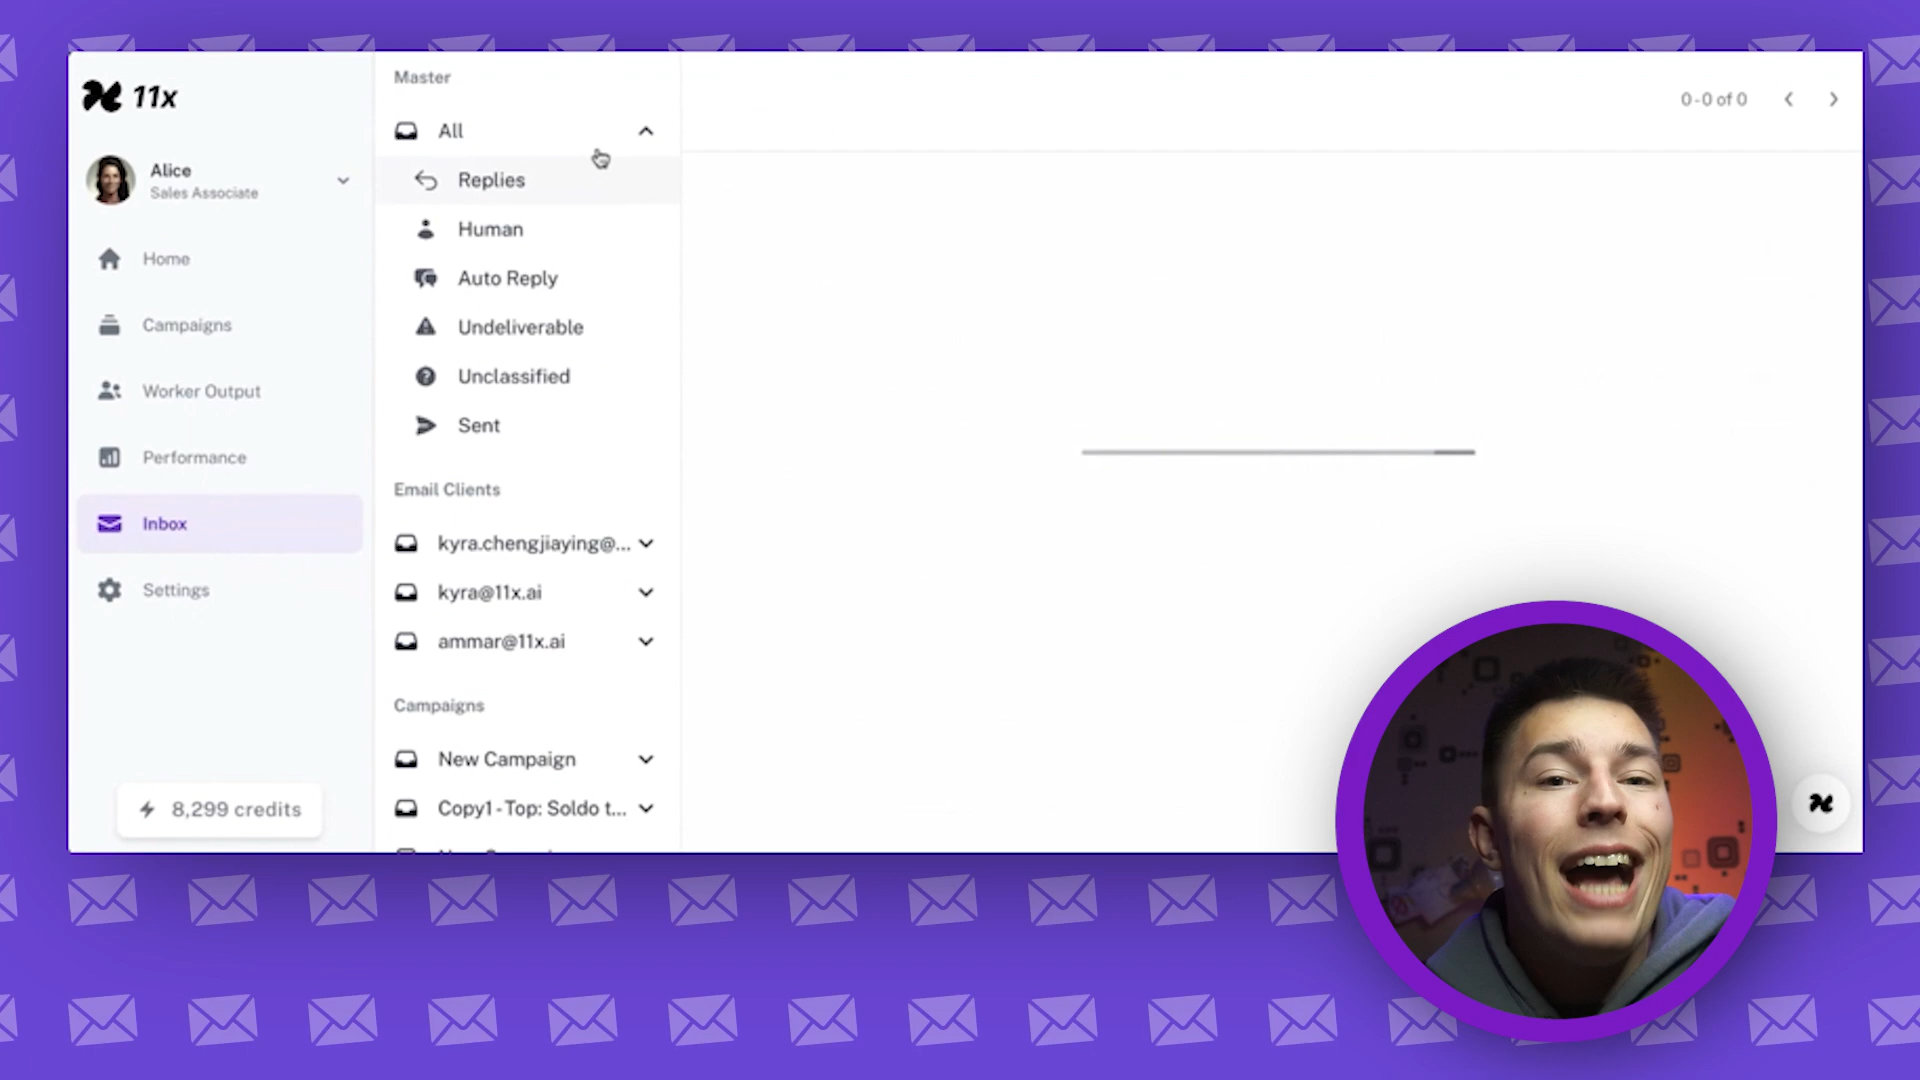 11x
Alice
Sales Associate
Home
Campaigns
Worker Output
Performance
Inbox
Settings
8,299 credits
Master
All
Replies
Human
Auto Reply
Undeliverable
Unclassified
Sent
Email Clients
kyra.chengjiaying@...
kyra@11x.ai
ammar@11x.ai
Campaigns
New Campaign
Copy1 - Top: Soldo t...
0-0 of 0